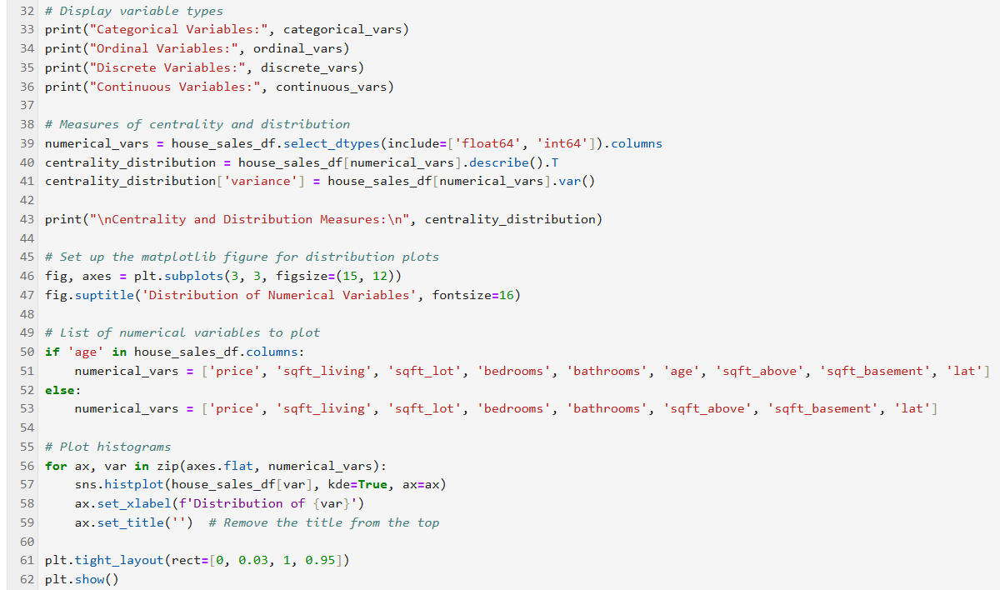 32 # Display variable types
33 print("Categorical Variables:", categorical_vars)
34 print("Ordinal Variables:", ordinal_vars)
35 print("Discrete Variables:", discrete_vars)
36 print("Continuous Variables:", continuous_vars)
37
38 # Measures of centrality and distribution
39 numerical_vars = house_sales_df.select_dtypes(include=['float64', 'int64']).columns
40 centrality_distribution = house_sales_df[numerical_vars].describe().T
41 centrality_distribution['variance'] = house_sales_df[numerical_vars].var()
42
43 print("\nCentrality and Distribution Measures:\n", centrality_distribution)
44
45 # Set up the matplotlib figure for distribution plots
46 fig, axes = plt.subplots(3, 3, figsize=(15, 12))
47 fig.suptitle('Distribution of Numerical Variables', fontsize=16)
48
49 # List of numerical variables to plot
50 if 'age' in house_sales_df.columns:
51     numerical_vars = ['price', 'sqft_living', 'sqft_lot', 'bedrooms', 'bathrooms', 'age', 'sqft_above', 'sqft_basement', 'lat']
52 else:
53     numerical_vars = ['price', 'sqft_living', 'sqft_lot', 'bedrooms', 'bathrooms', 'sqft_above', 'sqft_basement', 'lat']
54
55 # Plot histograms
56 for ax, var in zip(axes.flat, numerical_vars):
57     sns.histplot(house_sales_df[var], kde=True, ax=ax)
58     ax.set_xlabel(f'Distribution of {var}')
59     ax.set_title('')  # Remove the title from the top
60
61 plt.tight_layout(rect=[0, 0.03, 1, 0.95])
62 plt.show()